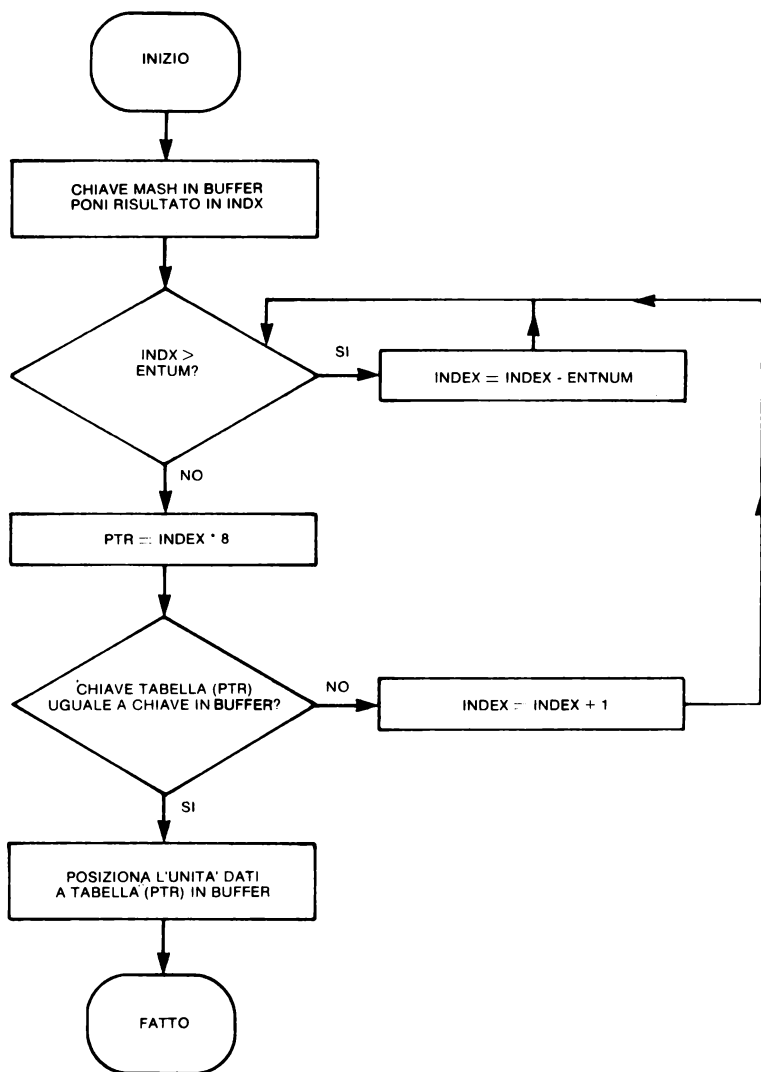 INIZIO
CHIAVE MASH IN BUFFER
PONI RISULTATO IN INDX
INDX >
ENTUM?
SI
INDEX = INDEX - ENTNUM
NO
PTR = INDEX * 8
CHIAVE TABELLA (PTR)
UGUALE A CHIAVE IN BUFFER?
NO
INDEX = INDEX + 1
SI
POSIZIONA L'UNITA' DATI
A TABELLA (PTR) IN BUFFER
FATTO